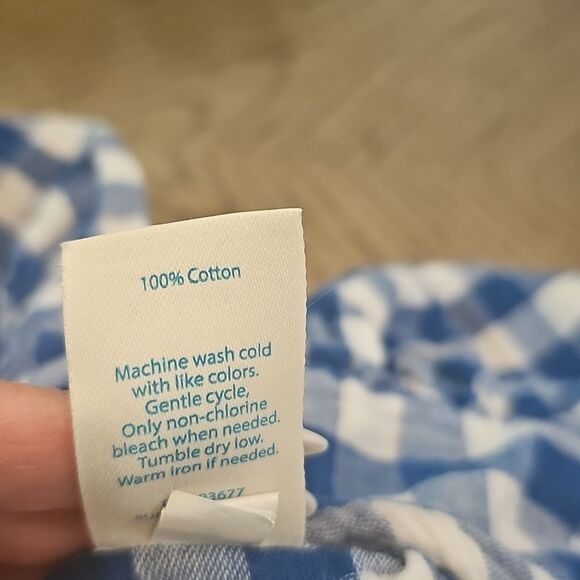 100% Cotton
Machine wash cold
with like colors.
Gentle cycle,
Only non-chlorine
bleach when needed.
Tumble dry low.
Warm Iron if needed.